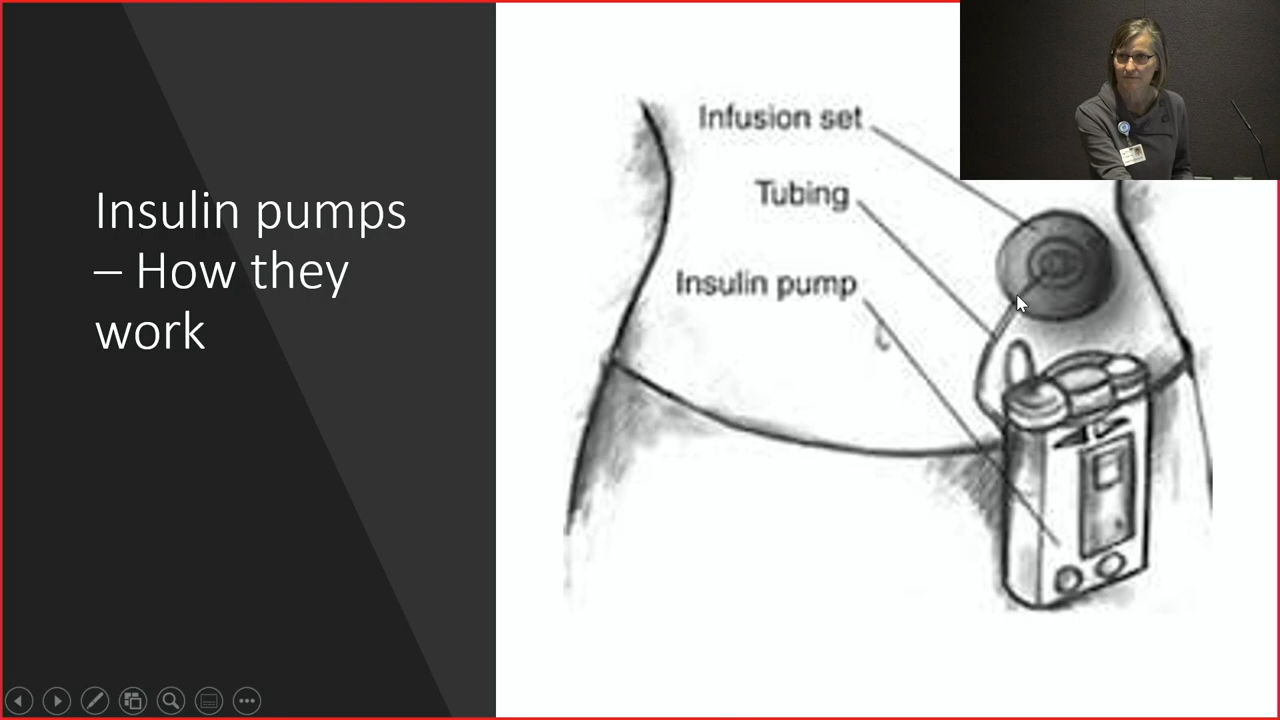 Insulin pumps
– How they
work
Infusion set
Tubing
Insulin pump